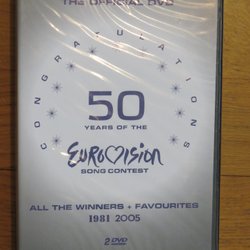 THE OFFICIAL DVD
CONGRATULATIONS
50
YEARS OF THE
EUROVISION
SONG CONTEST
ALL THE WINNERS + FAVOURITES
1981 2005
2 DVD